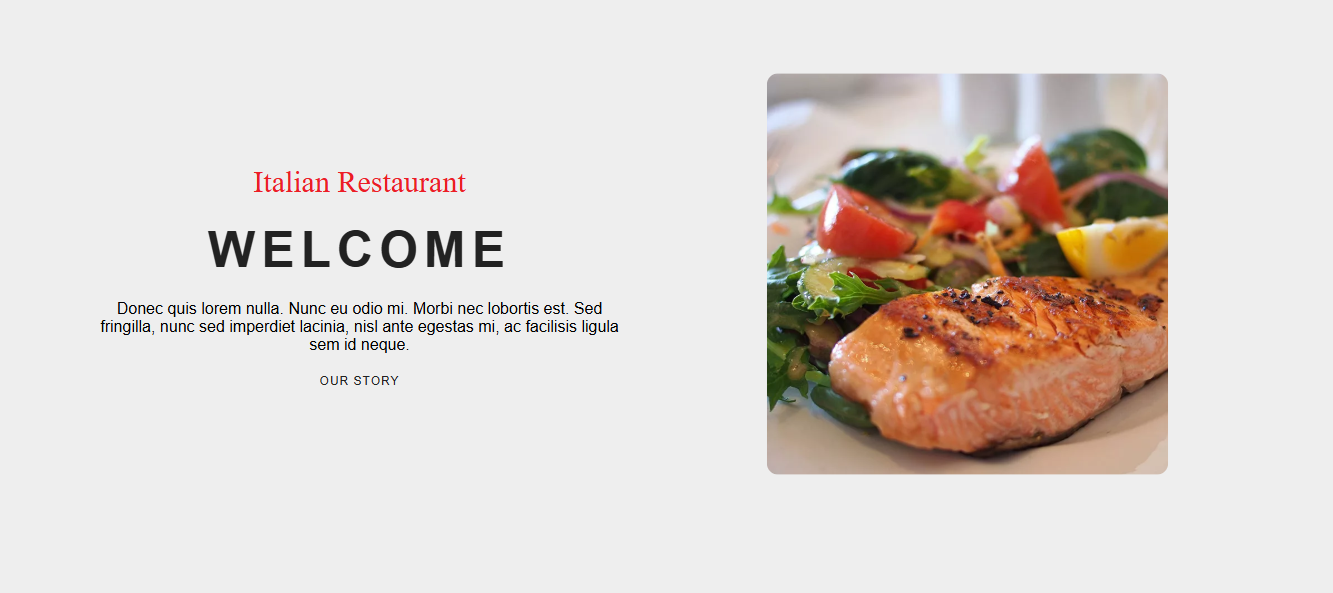 Italian Restaurant
WELCOME
Donec quis lorem nulla. Nunc eu odio mi. Morbi nec lobortis est. Sed
fringilla, nunc sed imperdiet lacinia, nisl ante egestas mi, ac facilisis ligula
sem id neque.
OUR STORY